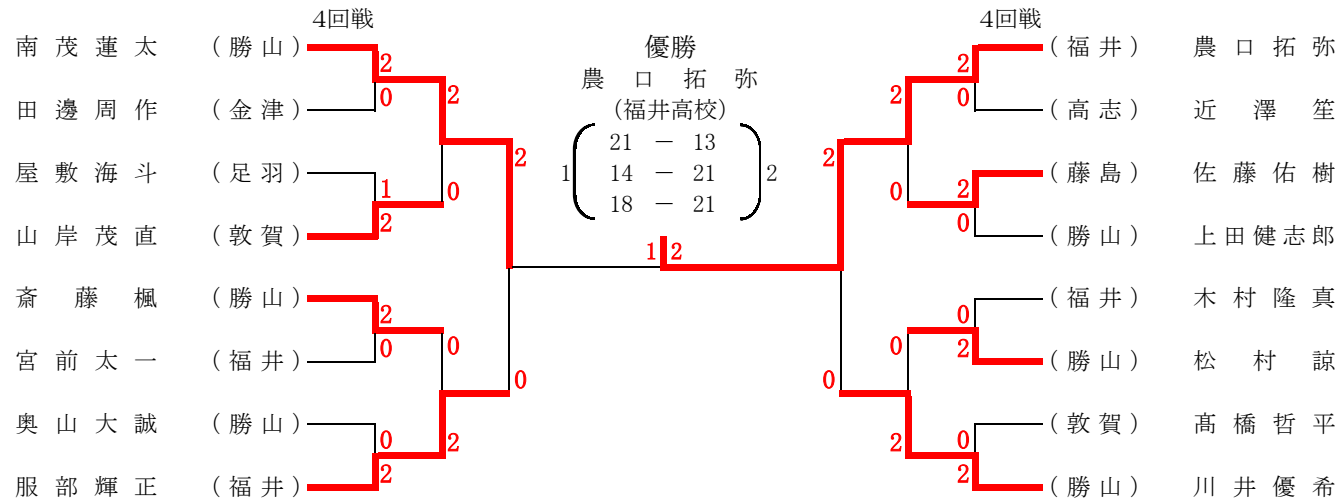 4回戦
4回戦
南茂蓮太 (勝山) 2
田邊周作 (金津) 0
2
屋敷海斗 (足羽) 1
山岸茂直 (敦賀) 2
0
2
斎藤楓 (勝山) 2
宮前太一 (福井) 0
0
奥山大誠 (勝山) 0
服部輝正 (福井) 2
2
0
優勝
農口拓弥
(福井高校)
21 － 13
1 14 － 21 2
18 － 21
1 2
2 (福井) 農口拓弥
0 (高志) 近澤笙
2
2 (藤島) 佐藤佑樹
0 (勝山) 上田健志郎
0
2
0 (福井) 木村隆真
2 (勝山) 松村諒
0
0 (敦賀) 髙橋哲平
2 (勝山) 川井優希
2
0